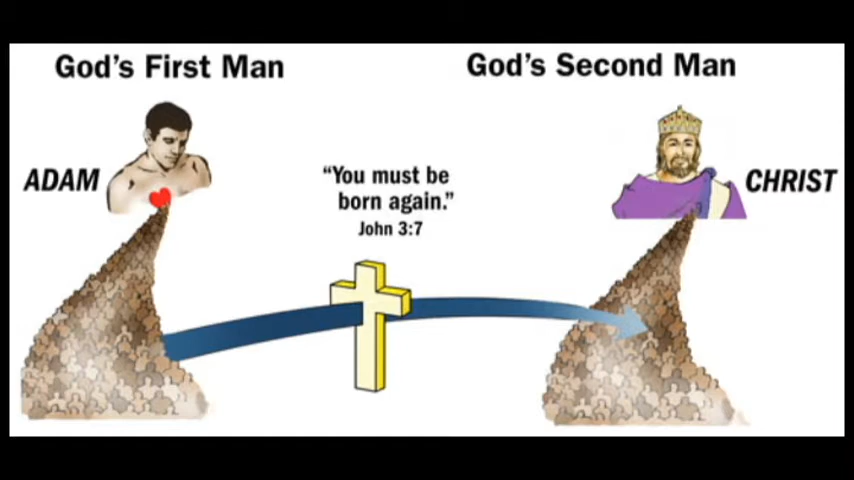 God's First Man
God's Second Man
ADAM
"You must be
born again."
John 3:7
CHRIST